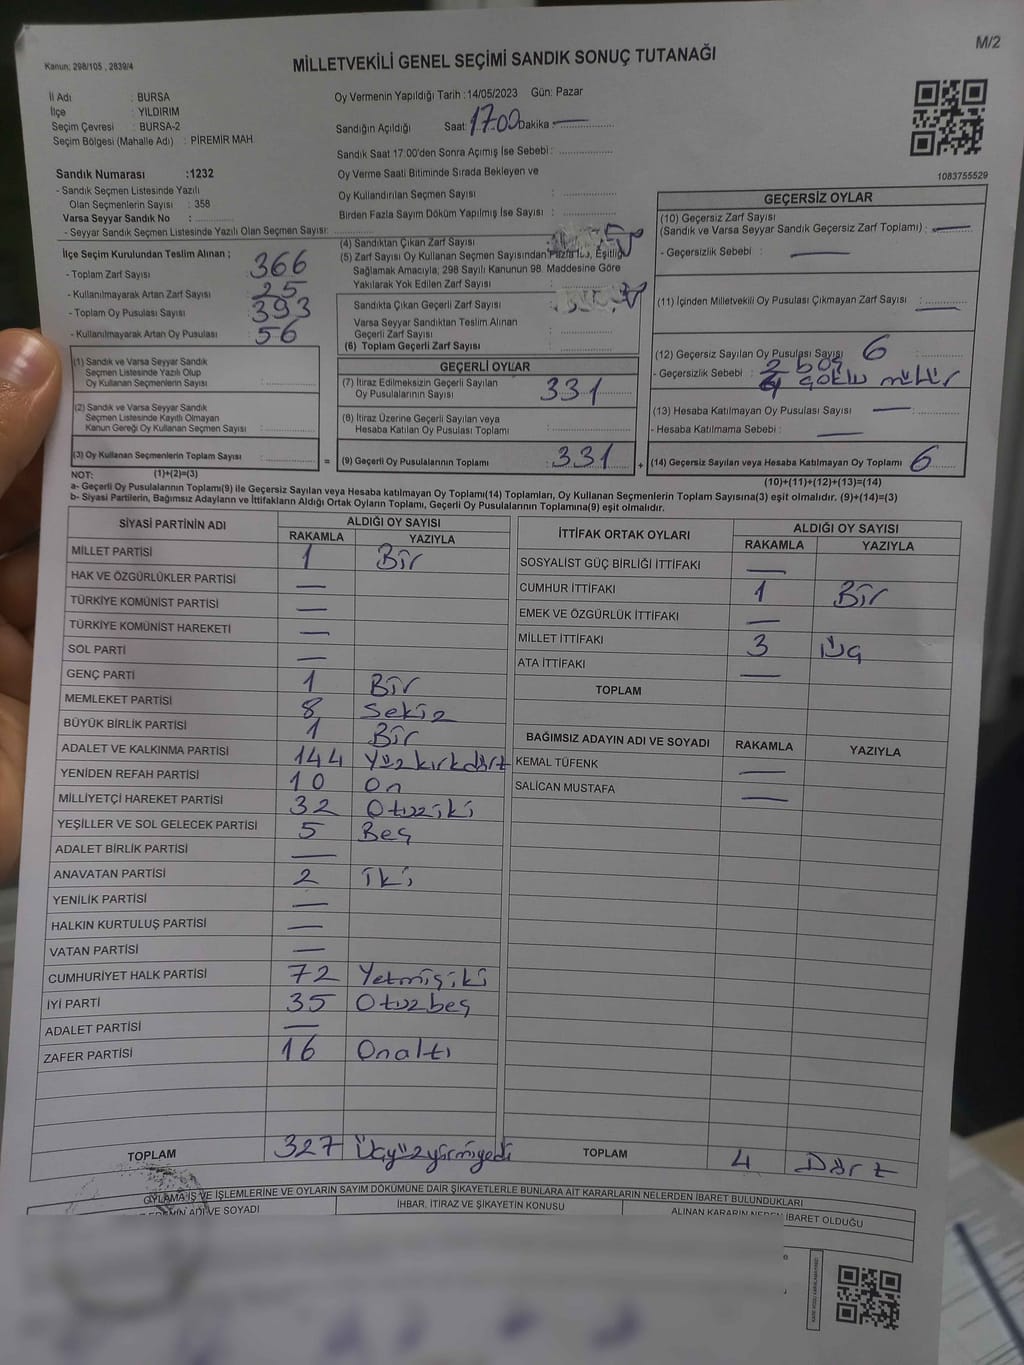 M/2
Kanun; 298/105 , 2839/4
MİLLETVEKİLİ GENEL SEÇİMİ SANDIK SONUÇ TUTANAĞI
İl Adı : BURSA
İlçe : YILDIRIM
Seçim Çevresi : BURSA-2
Seçim Bölgesi (Mahalle Adı) : PİREMİR MAH
Oy Vermenin Yapıldığı Tarih :14/05/2023 Gün: Pazar
Sandığın Açıldığı Saat: 17.00 Dakika — 
Sandık Saat 17:00'den Sonra Açımış İse Sebebi :
Oy Verme Saati Bitiminde Sırada Bekleyen ve
Oy Kullandırılan Seçmen Sayısı :
Birden Fazla Sayım Döküm Yapılmış İse Sayısı :
1083755529
Sandık Numarası :1232
- Sandık Seçmen Listesinde Yazılı
Olan Seçmenlerin Sayısı : 358
Varsa Seyyar Sandık No :
- Seyyar Sandık Seçmen Listesinde Yazılı Olan Seçmen Sayısı:
İlçe Seçim Kurulundan Teslim Alınan ;
- Toplam Zarf Sayısı 366
- Kullanılmayarak Artan Zarf Sayısı 25
- Toplam Oy Pusulası Sayısı 393
- Kullanılmayarak Artan Oy Pusulası 56
(1) Sandık ve Varsa Seyyar Sandık
Seçmen Listesinde Yazılı Olup
Oy Kullanan Seçmenlerin Sayısı :
(2) Sandık ve Varsa Seyyar Sandık
Seçmen Listesinde Kayıtlı Olmayan
Kanun Gereği Oy Kullanan Seçmen Sayısı :
(3) Oy Kullanan Seçmenlerin Toplam Sayısı :
(4) Sandıktan Çıkan Zarf Sayısı
(5) Zarf Sayısı Oy Kullanan Seçmen Sayısından Fazla ise, Eşitliği
Sağlamak Amacıyla, 298 Sayılı Kanunun 98. Maddesine Göre
Yakılarak Yok Edilen Zarf Sayısı :
Sandıkta Çıkan Geçerli Zarf Sayısı
Varsa Seyyar Sandıktan Teslim Alınan
Geçerli Zarf Sayısı :
(6) Toplam Geçerli Zarf Sayısı :
GEÇERLİ OYLAR
(7) İtiraz Edilmeksizin Geçerli Sayılan
Oy Pusulalarının Sayısı : 331
(8) İtiraz Üzerine Geçerli Sayılan veya
Hesaba Katılan Oy Pusulası Toplamı :
= (9) Geçerli Oy Pusulalarının Toplamı : 331
GEÇERSİZ OYLAR
(10) Geçersiz Zarf Sayısı
(Sandık ve Varsa Seyyar Sandık Geçersiz Zarf Toplamı) : —
- Geçersizlik Sebebi : —
(11) İçinden Milletvekili Oy Pusulası Çıkmayan Zarf Sayısı : —
(12) Geçersiz Sayılan Oy Pusulası Sayısı 6
- Geçersizlik Sebebi : 2 boş
4 çoklu mühür
(13) Hesaba Katılmayan Oy Pusulası Sayısı — :
- Hesaba Katılmama Sebebi : —
+ (14) Geçersiz Sayılan veya Hesaba Katılmayan Oy Toplamı 6
NOT: (1)+(2)=(3)
(10)+(11)+(12)+(13)=(14)
a- Geçerli Oy Pusulalarının Toplamı(9) ile Geçersiz Sayılan veya Hesaba katılmayan Oy Toplamı(14) Toplamları, Oy Kullanan Seçmenlerin Toplam Sayısına(3) eşit olmalıdır. (9)+(14)=(3)
b- Siyasi Partilerin, Bağımsız Adayların ve İttifakların Aldığı Ortak Oyların Toplamı, Geçerli Oy Pusulalarının Toplamına(9) eşit olmalıdır.
SİYASİ PARTİNİN ADI ALDIĞI OY SAYISI
RAKAMLA YAZIYLA
MİLLET PARTİSİ 1 Bir
HAK VE ÖZGÜRLÜKLER PARTİSİ —
TÜRKİYE KOMÜNİST PARTİSİ —
TÜRKİYE KOMÜNİST HAREKETİ —
SOL PARTİ —
GENÇ PARTİ 1 Bir
MEMLEKET PARTİSİ 8 Sekiz
BÜYÜK BİRLİK PARTİSİ 1 Bir
ADALET VE KALKINMA PARTİSİ 144 Yüzkırkdört
YENİDEN REFAH PARTİSİ 10 On
MİLLİYETÇİ HAREKET PARTİSİ 32 Otuziki
YEŞİLLER VE SOL GELECEK PARTİSİ 5 Beş
ADALET BİRLİK PARTİSİ —
ANAVATAN PARTİSİ 2 İki
YENİLİK PARTİSİ —
HALKIN KURTULUŞ PARTİSİ —
VATAN PARTİSİ —
CUMHURİYET HALK PARTİSİ 72 Yetmişiki
İYİ PARTİ 35 Otuzbeş
ADALET PARTİSİ —
ZAFER PARTİSİ 16 Onaltı
TOPLAM 327 Üçyüzyirmiyedi
İTTİFAK ORTAK OYLARI ALDIĞI OY SAYISI
RAKAMLA YAZIYLA
SOSYALİST GÜÇ BİRLİĞİ İTTİFAKI —
CUMHUR İTTİFAKI 1 Bir
EMEK VE ÖZGÜRLÜK İTTİFAKI —
MİLLET İTTİFAKI 3 Üç
ATA İTTİFAKI —
TOPLAM
BAĞIMSIZ ADAYIN ADI VE SOYADI RAKAMLA YAZIYLA
KEMAL TÜFENK —
SALİCAN MUSTAFA —
TOPLAM 4 Dört
OYLAMA İŞ VE İŞLEMLERİNE VE OYLARIN SAYIM DÖKÜMÜNE DAİR ŞİKAYETLERLE BUNLARA AİT KARARLARIN NELERDEN İBARET BULUNDUKLARI
ADI VE SOYADI İHBAR, İTİRAZ VE ŞİKAYETİN KONUSU ALINAN KARARIN NEDEN İBARET OLDUĞU